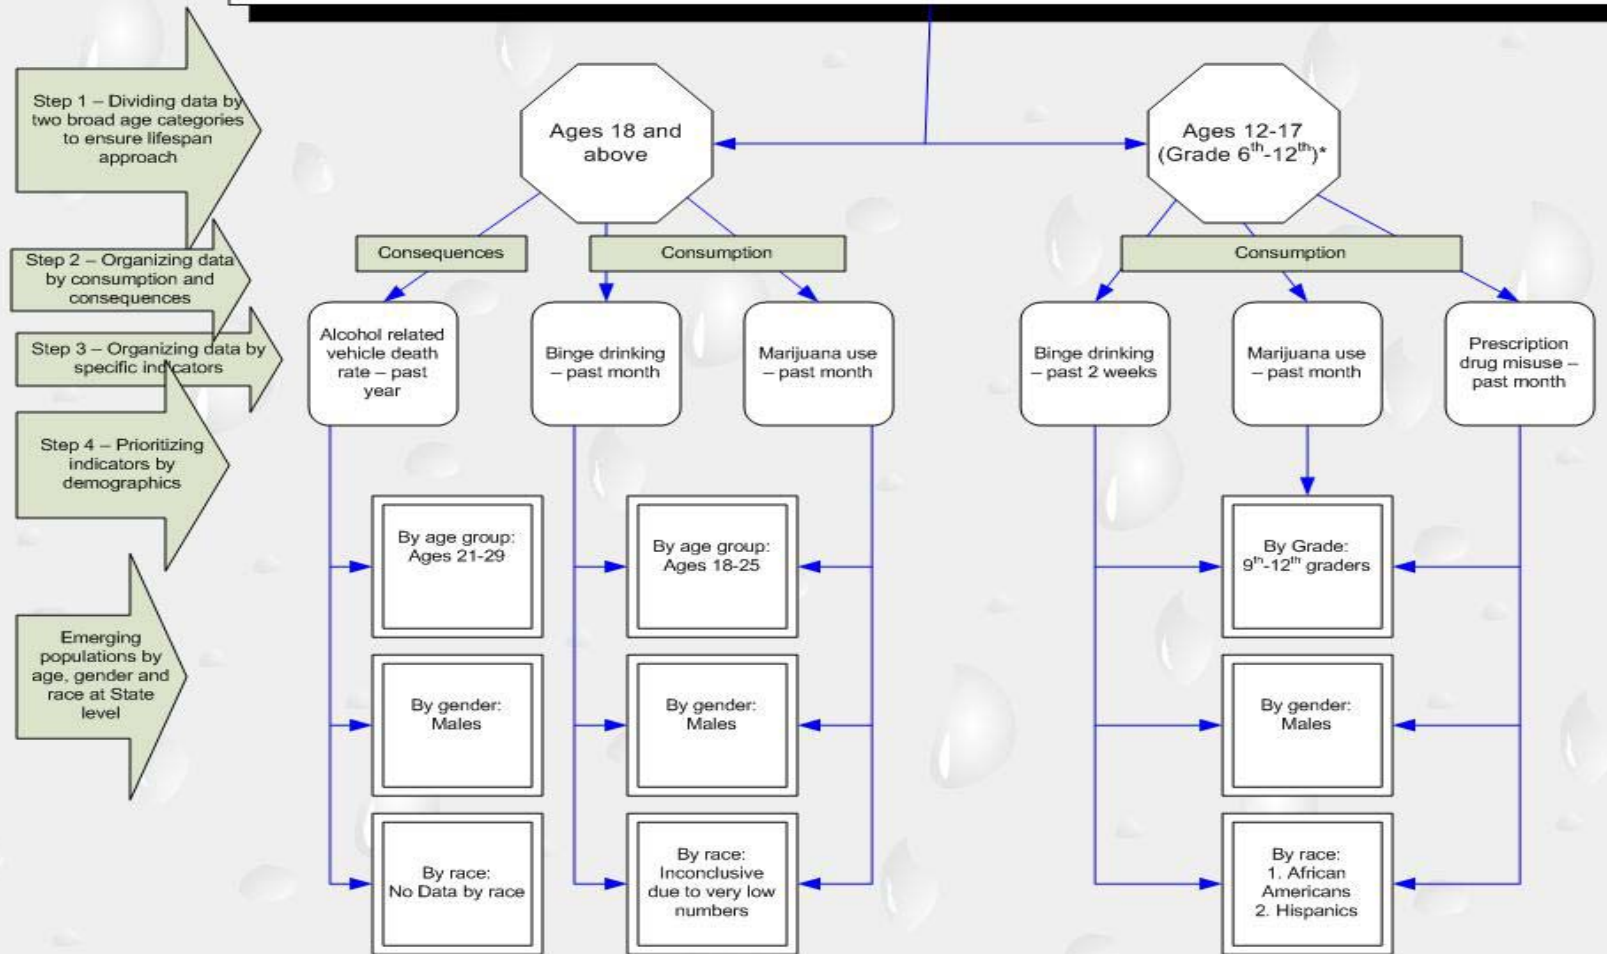 Step 1 – Dividing data by
two broad age categories
to ensure lifespan
approach
Ages 18 and
above
Ages 12-17
(Grade 6th-12th)*
Step 2 – Organizing data
by consumption and
consequences
Consequences
Consumption
Consumption
Step 3 – Organizing data by
specific indicators
Alcohol related
vehicle death
rate – past
year
Binge drinking
– past month
Marijuana use
– past month
Binge drinking
– past 2 weeks
Marijuana use
– past month
Prescription
drug misuse –
past month
Step 4 – Prioritizing
indicators by
demographics
By age group:
Ages 21-29
By age group:
Ages 18-25
By Grade:
9th-12th graders
Emerging
populations by
age, gender and
race at State
level
By gender:
Males
By gender:
Males
By gender:
Males
By race:
No Data by race
By race:
Inconclusive
due to very low
numbers
By race:
1. African
Americans
2. Hispanics